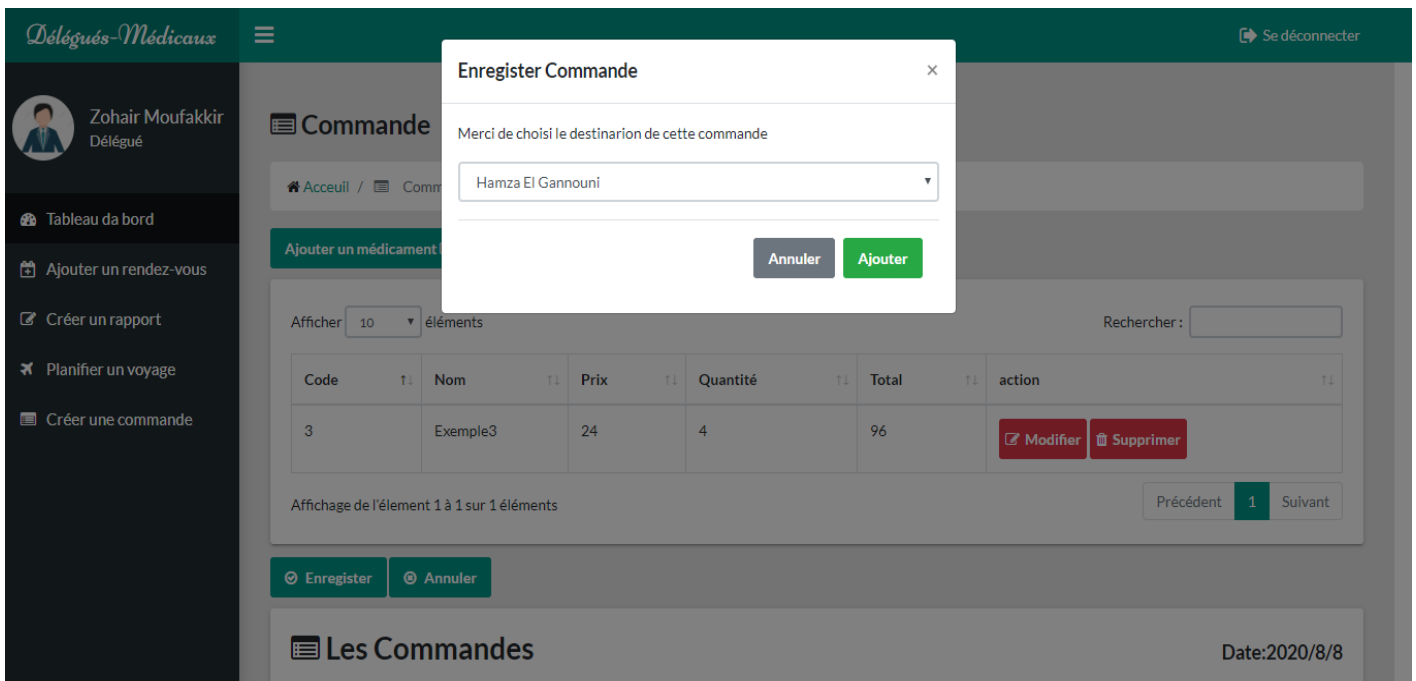 Délégués-Médicaux
Se déconnecter
Zohair Moufakkir
Délégué
Tableau da bord
Ajouter un rendez-vous
Créer un rapport
Planifier un voyage
Créer une commande
Enregister Commande ×
Merci de choisi le destinarion de cette commande
Hamza El Gannouni
Annuler Ajouter
Commande
Acceuil / Comm
Ajouter un médicament
Afficher 10 éléments
Rechercher :
Code Nom Prix Quantité Total action
3 Exemple3 24 4 96 Modifier Supprimer
Affichage de l'élement 1 à 1 sur 1 éléments
Précédent 1 Suivant
Enregister Annuler
Les Commandes
Date:2020/8/8